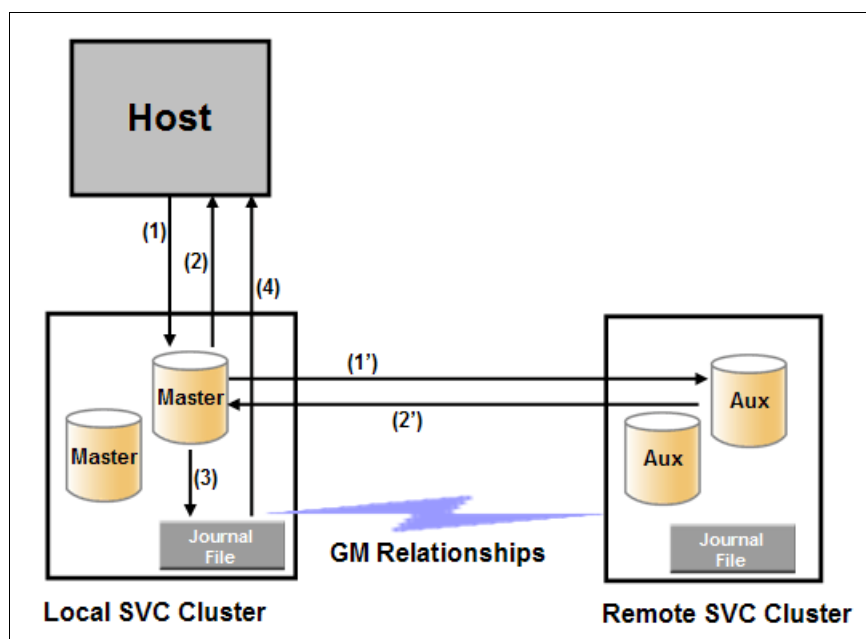 Host
(1)
(2)
(4)
(1’)
Master
Aux
(2’)
Master
Aux
(3)
Journal
File
GM Relationships
Journal
File
Local SVC Cluster
Remote SVC Cluster